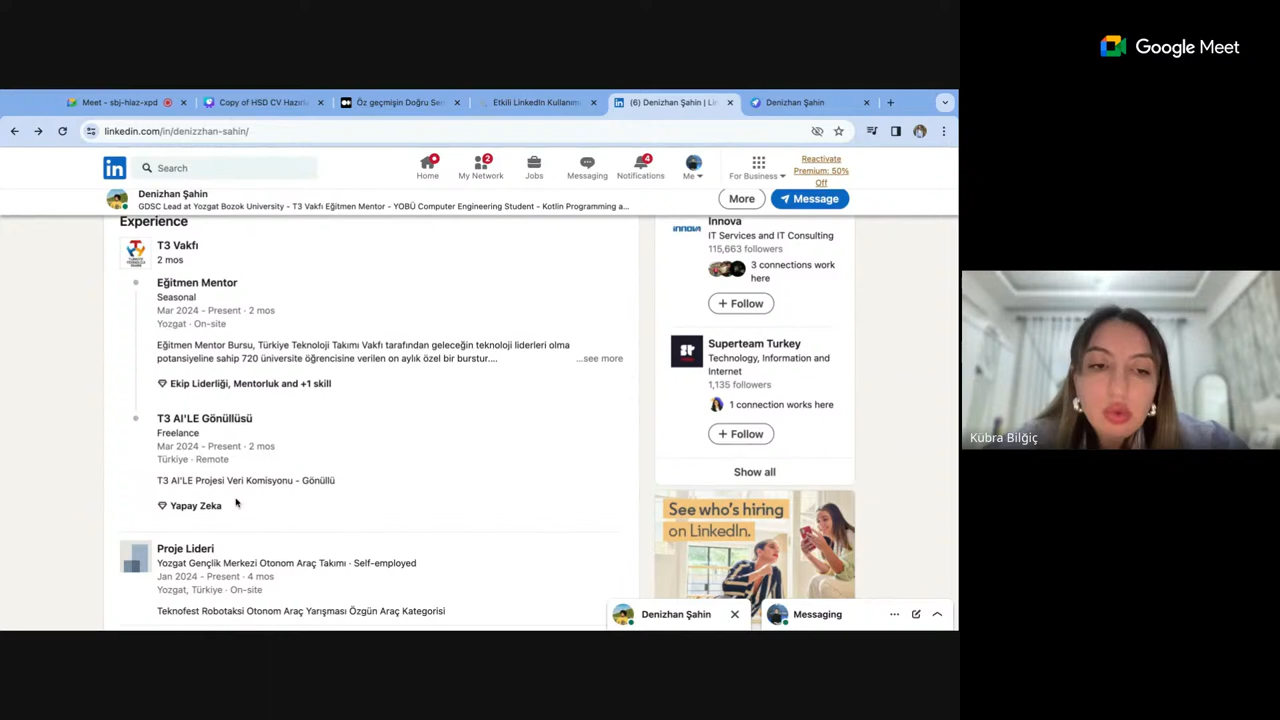 Google Meet
Meet - sbj-hiaz-xpd
Copy of HSD CV Hazırl
Öz geçmişin Doğru Se
Etkili LinkedIn Kullanım
(6) Denizhan Şahin | Li
Denizhan Şahin
linkedin.com/in/denizzhan-sahin/
Search
Home
2
My Network
Jobs
Messaging
4
Notifications
Me
For Business
Reactivate
Premium: 50%
Off
Denizhan Şahin
GDSC Lead at Yozgat Bozok University - T3 Vakfı Eğitmen Mentor - YOBÜ Computer Engineering Student - Kotlin Programming a...
More
Message
Experience
T3 Vakfı
2 mos
Eğitmen Mentor
Seasonal
Mar 2024 - Present · 2 mos
Yozgat · On-site
Eğitmen Mentor Bursu, Türkiye Teknoloji Takımı Vakfı tarafından geleceğin teknoloji liderleri olma
potansiyeline sahip 720 üniversite öğrencisine verilen on aylık özel bir burstur....
...see more
Ekip Liderliği, Mentorluk and +1 skill
T3 AI'LE Gönüllüsü
Freelance
Mar 2024 - Present · 2 mos
Türkiye · Remote
T3 AI'LE Projesi Veri Komisyonu - Gönüllü
Yapay Zeka
Proje Lideri
Yozgat Gençlik Merkezi Otonom Araç Takımı · Self-employed
Jan 2024 - Present · 4 mos
Yozgat, Türkiye · On-site
Teknofest Robotaksi Otonom Araç Yarışması Özgün Araç Kategorisi
INNOVA
Innova
IT Services and IT Consulting
115,663 followers
3 connections work
here
+ Follow
Superteam Turkey
Technology, Information and
Internet
1,135 followers
1 connection works here
+ Follow
Show all
See who's hiring
on LinkedIn.
Denizhan Şahin
Messaging
Kübra Bilgiç